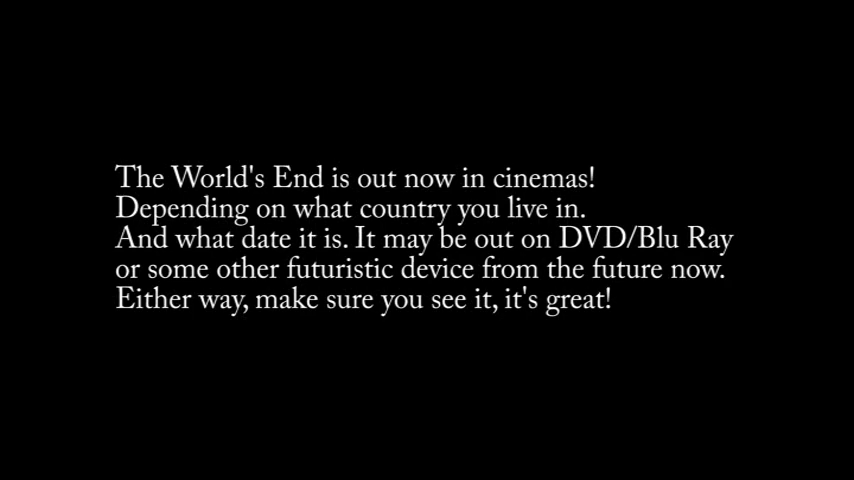 The World's End is out now in cinemas!
Depending on what country you live in.
And what date it is. It may be out on DVD/Blu Ray
or some other futuristic device from the future now.
Either way, make sure you see it, it's great!